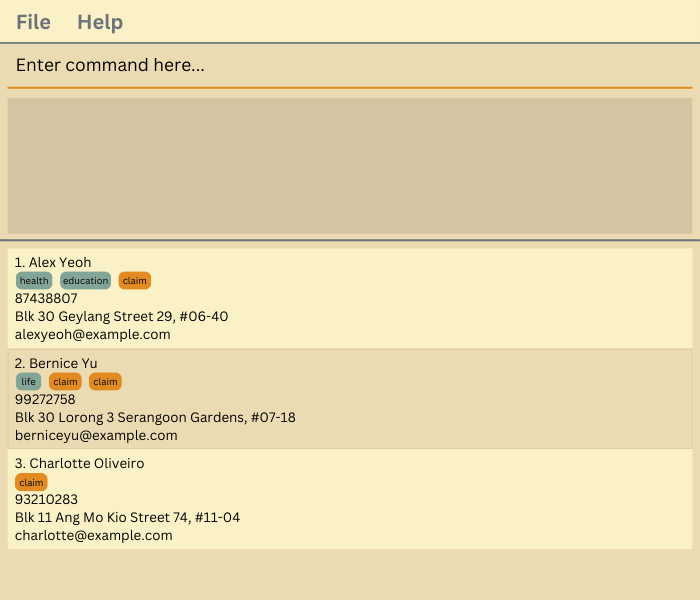 File Help
Enter command here...
1. Alex Yeoh
health education claim
87438807
Blk 30 Geylang Street 29, #06-40
alexyeoh@example.com
2. Bernice Yu
life claim claim
99272758
Blk 30 Lorong 3 Serangoon Gardens, #07-18
berniceyu@example.com
3. Charlotte Oliveiro
claim
93210283
Blk 11 Ang Mo Kio Street 74, #11-04
charlotte@example.com